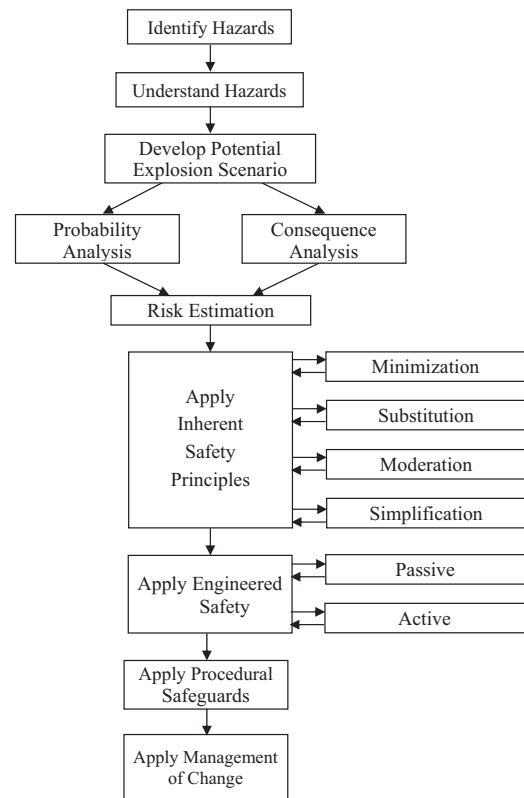 Identify Hazards
Understand Hazards
Develop Potential
Explosion Scenario
Probability
Analysis
Consequence
Analysis
Risk Estimation
Apply
Inherent
Safety
Principles
Minimization
Substitution
Moderation
Simplification
Apply Engineered
Safety
Passive
Active
Apply Procedural
Safeguards
Apply Management
of Change